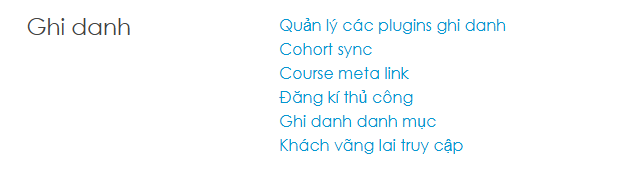 Ghi danh
Quản lý các plugins ghi danh
Cohort sync
Course meta link
Đăng kí thủ công
Ghi danh danh mục
Khách vãng lai truy cập